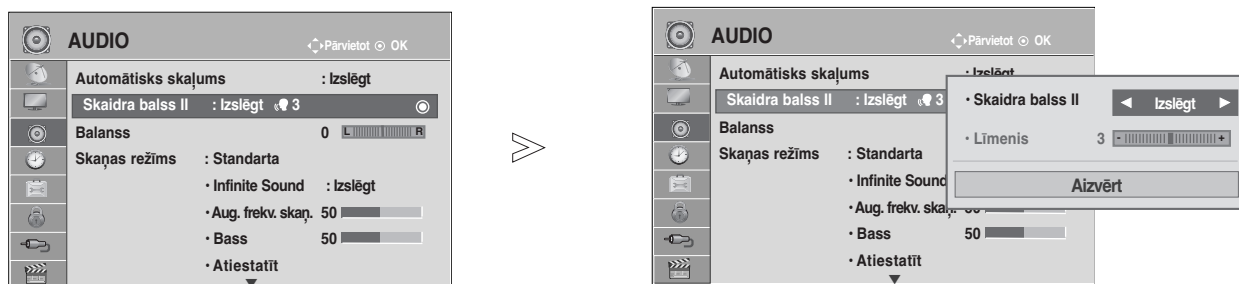 AUDIO
Pārvietot OK
Automātisks skaļums : Izslēgt
Skaidra balss II : Izslēgt 3
Balanss 0 L R
Skaņas režīms : Standarta
• Infinite Sound : Izslēgt
• Aug. frekv. skaņ. 50
• Bass 50
• Atiestatīt
AUDIO
Pārvietot OK
Automātisks skaļums : Izslēgt
Skaidra balss II : Izslēgt 3
Balanss
Skaņas režīms : Standarta
• Infinite Sound
• Aug. frekv. skaņ. 50
• Bass 50
• Atiestatīt
• Skaidra balss II ◄ Izslēgt ►
• Līmenis 3 - +
Aizvērt